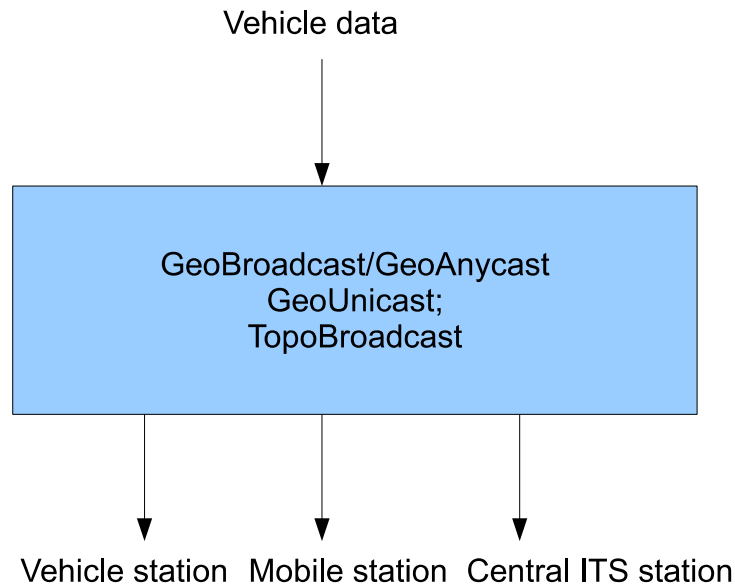 Vehicle data
GeoBroadcast/GeoAnycast
GeoUnicast;
TopoBroadcast
Vehicle station Mobile station Central ITS station